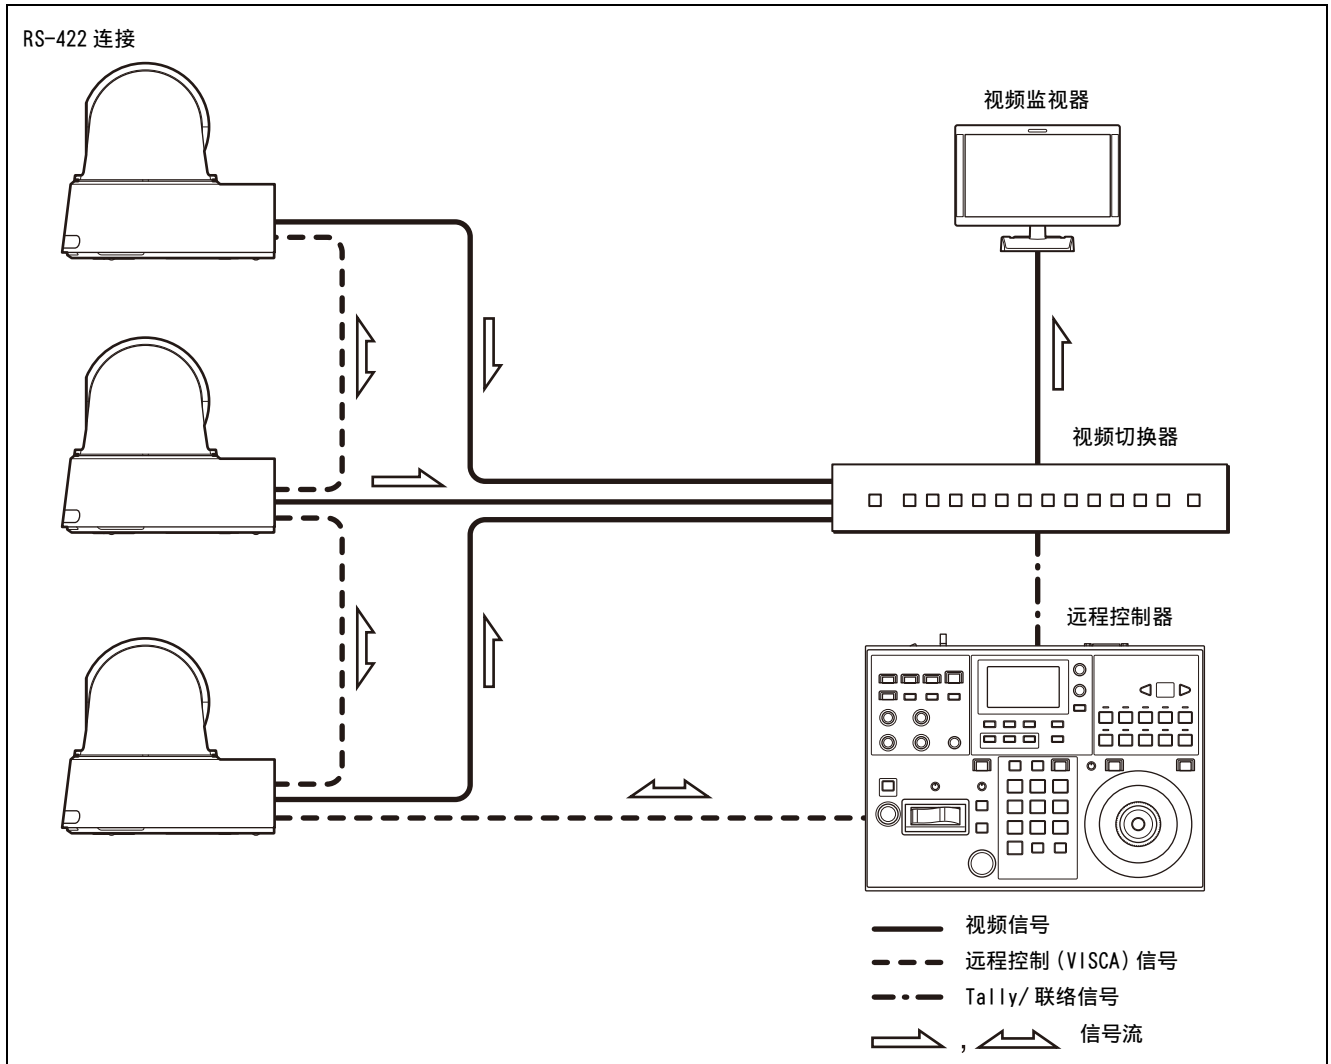 RS-422 连接
视频监视器
视频切换器
远程控制器
视频信号
远程控制(VISCA)信号
Tally/联络信号
, 信号流